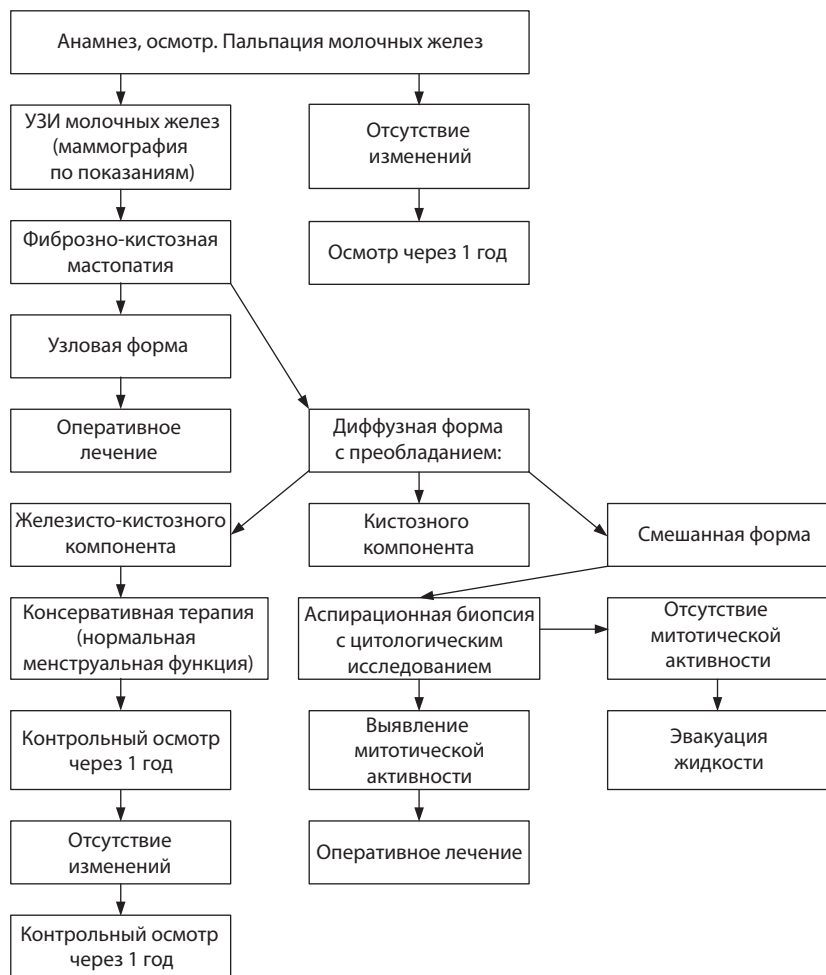 Анамнез, осмотр. Пальпация молочных желез
УЗИ молочных желез
(маммография
по показаниям)
Отсутствие
изменений
Фиброзно-кистозная
мастопатия
Осмотр через 1 год
Узловая форма
Оперативное
лечение
Диффузная форма
с преобладанием:
Железисто-кистозного
компонента
Кистозного
компонента
Смешанная форма
Консервативная терапия
(нормальная
менструальная функция)
Аспирационная биопсия
с цитологическим
исследованием
Отсутствие
митотической
активности
Контрольный осмотр
через 1 год
Выявление
митотической
активности
Эвакуация
жидкости
Отсутствие
изменений
Оперативное лечение
Контрольный осмотр
через 1 год